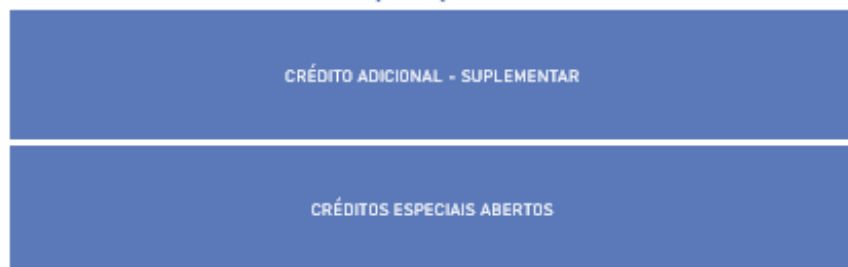 CRÉDITO ADICIONAL - SUPLEMENTAR
CRÉDITOS ESPECIAIS ABERTOS